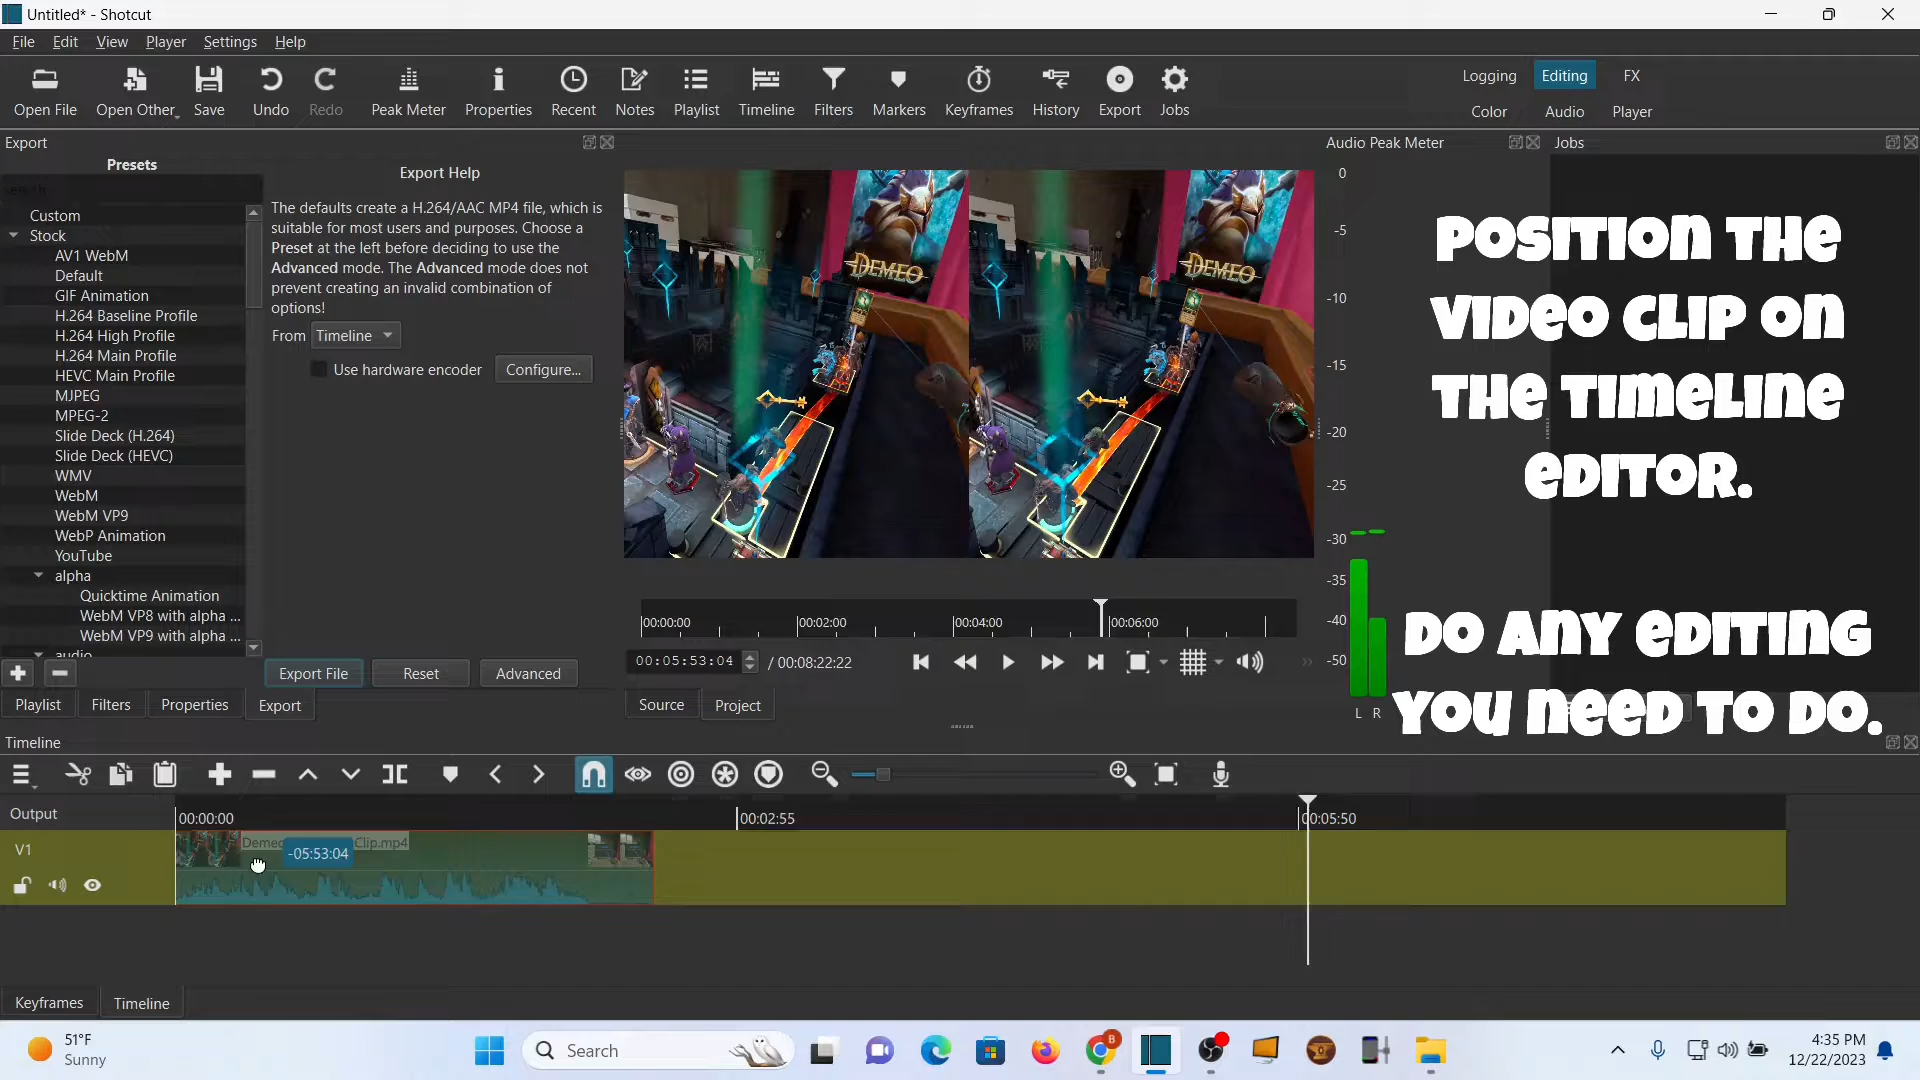 Untitled* - Shotcut
File Edit View Player Settings Help
Open File Open Other Save Undo Redo Peak Meter Properties Recent Notes Playlist Timeline Filters Markers Keyframes History Export Jobs
Logging Editing FX
Color Audio Player
Export
Presets
search
Custom
Stock
AV1 WebM
Default
GIF Animation
H.264 Baseline Profile
H.264 High Profile
H.264 Main Profile
HEVC Main Profile
MJPEG
MPEG-2
Slide Deck (H.264)
Slide Deck (HEVC)
WMV
WebM
WebM VP9
WebP Animation
YouTube
alpha
Quicktime Animation
WebM VP8 with alpha ...
WebM VP9 with alpha ...
audio
Export Help
The defaults create a H.264/AAC MP4 file, which is
suitable for most users and purposes. Choose a
Preset at the left before deciding to use the
Advanced mode. The Advanced mode does not
prevent creating an invalid combination of
options!
From Timeline
Use hardware encoder Configure...
Export File Reset Advanced
Playlist Filters Properties Export
DEMEO DEMEO
00:00:00 00:02:00 00:04:00 00:06:00
00:05:53:04 / 00:08:22:22
Source Project
Audio Peak Meter
0
-5
-10
-15
-20
-25
-30
-35
-40
-50
L R
Jobs
POSITION THE
VIDEO CLIP ON
THE TIMELINE
EDITOR.
DO ANY EDITING
YOU NEED TO DO.
Timeline
Output
00:00:00 00:02:55 00:05:50
V1
Clip.mp4
-05:53:04
Keyframes Timeline
51°F
Sunny
Search
B
4:35 PM
12/22/2023